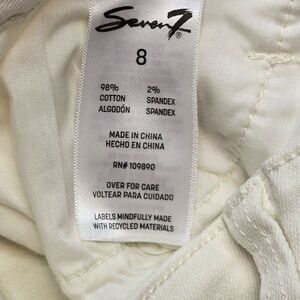 Seven7®
8
98% 2%
COTTON SPANDEX
ALGODÓN SPANDEX
MADE IN CHINA
HECHO EN CHINA
RN# 109890
OVER FOR CARE
VOLTEAR PARA CUIDADO
LABELS MINDFULLY MADE
WITH RECYCLED MATERIALS